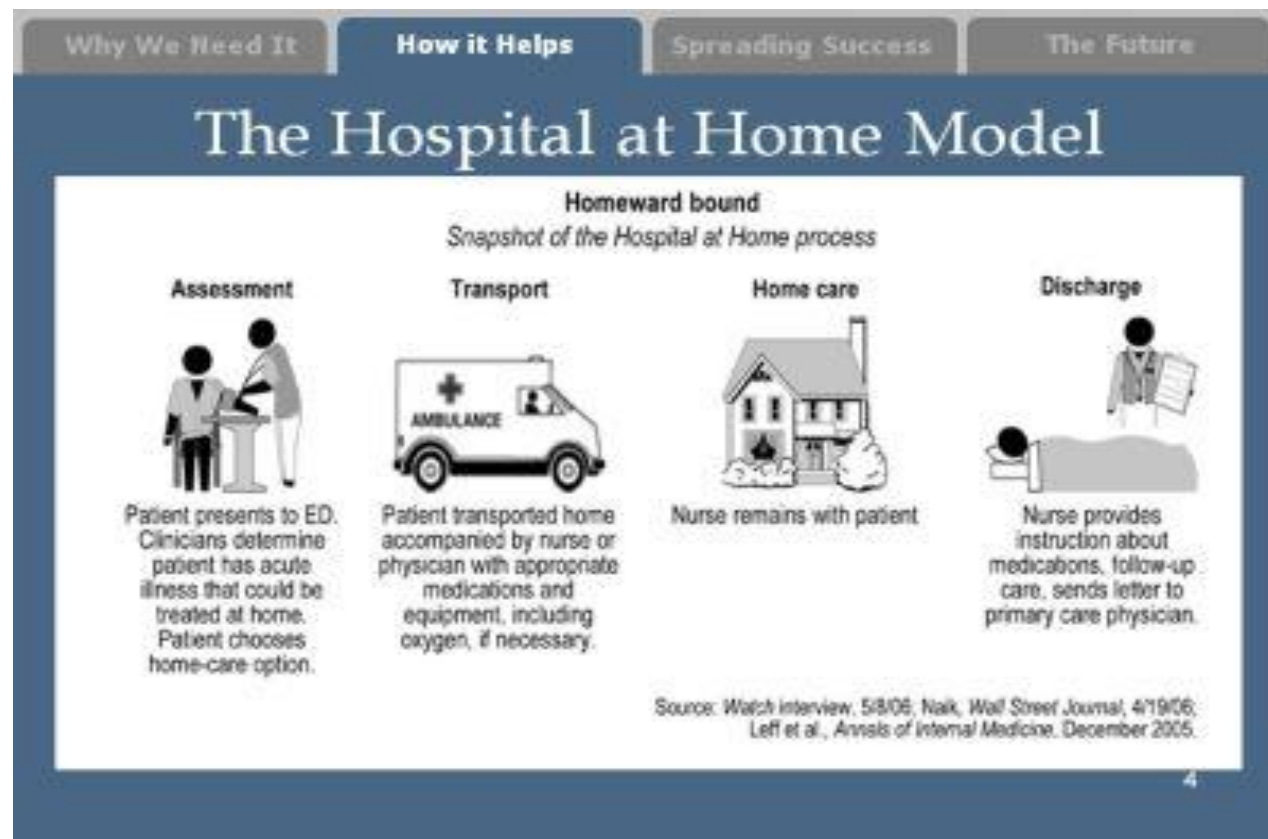 Why We Need It
How it Helps
Spreading Success
The Future
The Hospital at Home Model
Homeward bound
Snapshot of the Hospital at Home process
Assessment
Patient presents to ED.
Clinicians determine
patient has acute
illness that could be
treated at home.
Patient chooses
home-care option.
Transport
AMBULANCE
Patient transported home
accompanied by nurse or
physician with appropriate
medications and
equipment, including
oxygen, if necessary.
Home care
Nurse remains with patient
Discharge
Nurse provides
instruction about
medications, follow-up
care, sends letter to
primary care physician.
Source: Watch interview, 5/8/06; Naik, Wall Street Journal, 4/19/06;
Leff et al., Annals of Internal Medicine, December 2005.
4